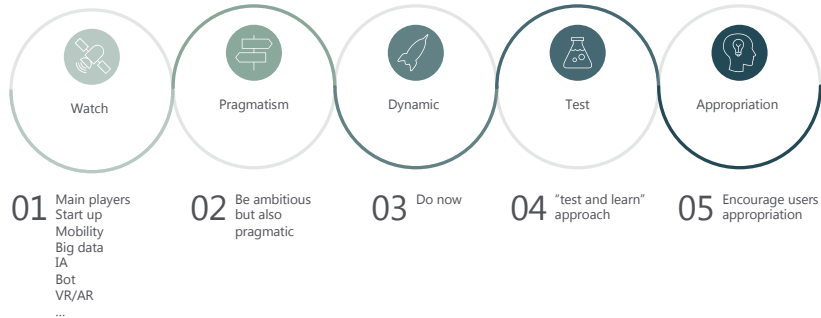 Watch
Pragmatism
Dynamic
Test
Appropriation
01
Main players
Start up
Mobility
Big data
IA
Bot
VR/AR
...
02
Be ambitious
but also
pragmatic
03
Do now
04
“test and learn”
approach
05
Encourage users
appropriation